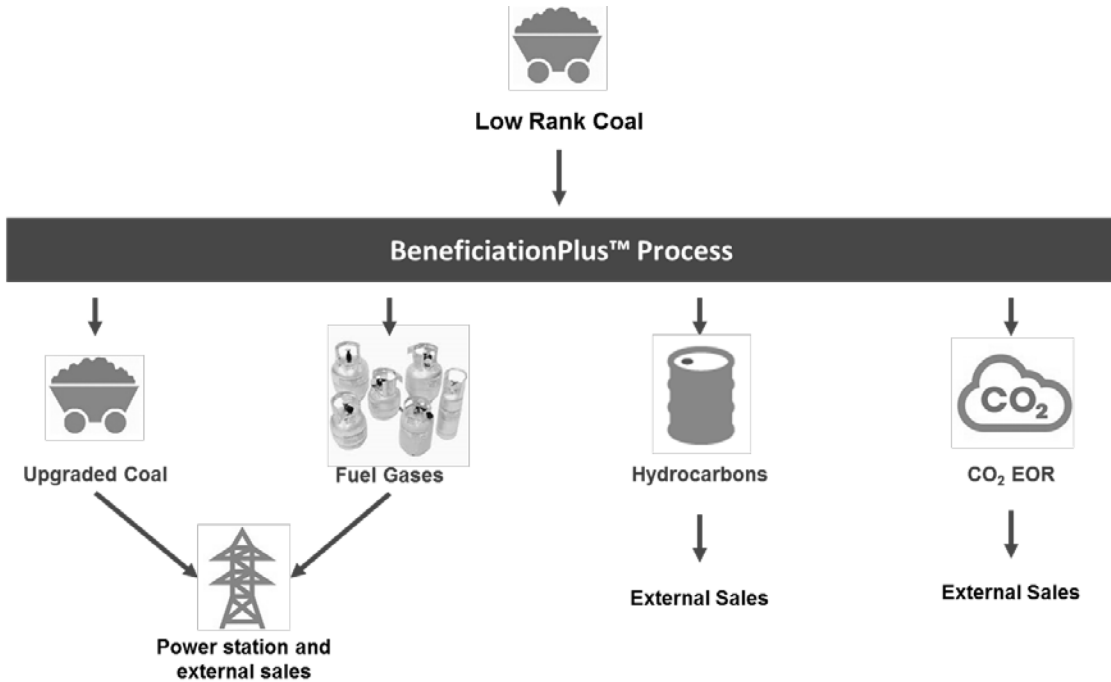 Low Rank Coal
BeneficiationPlus™ Process
Upgraded Coal
Fuel Gases
Hydrocarbons
CO₂
CO₂ EOR
Power station and
external sales
External Sales
External Sales